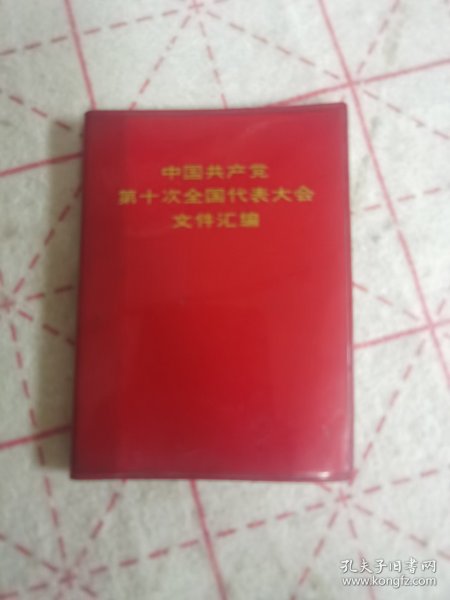 中国共产党
第十次全国代表大会
文件汇编
孔夫子旧书网
www.kongfz.com